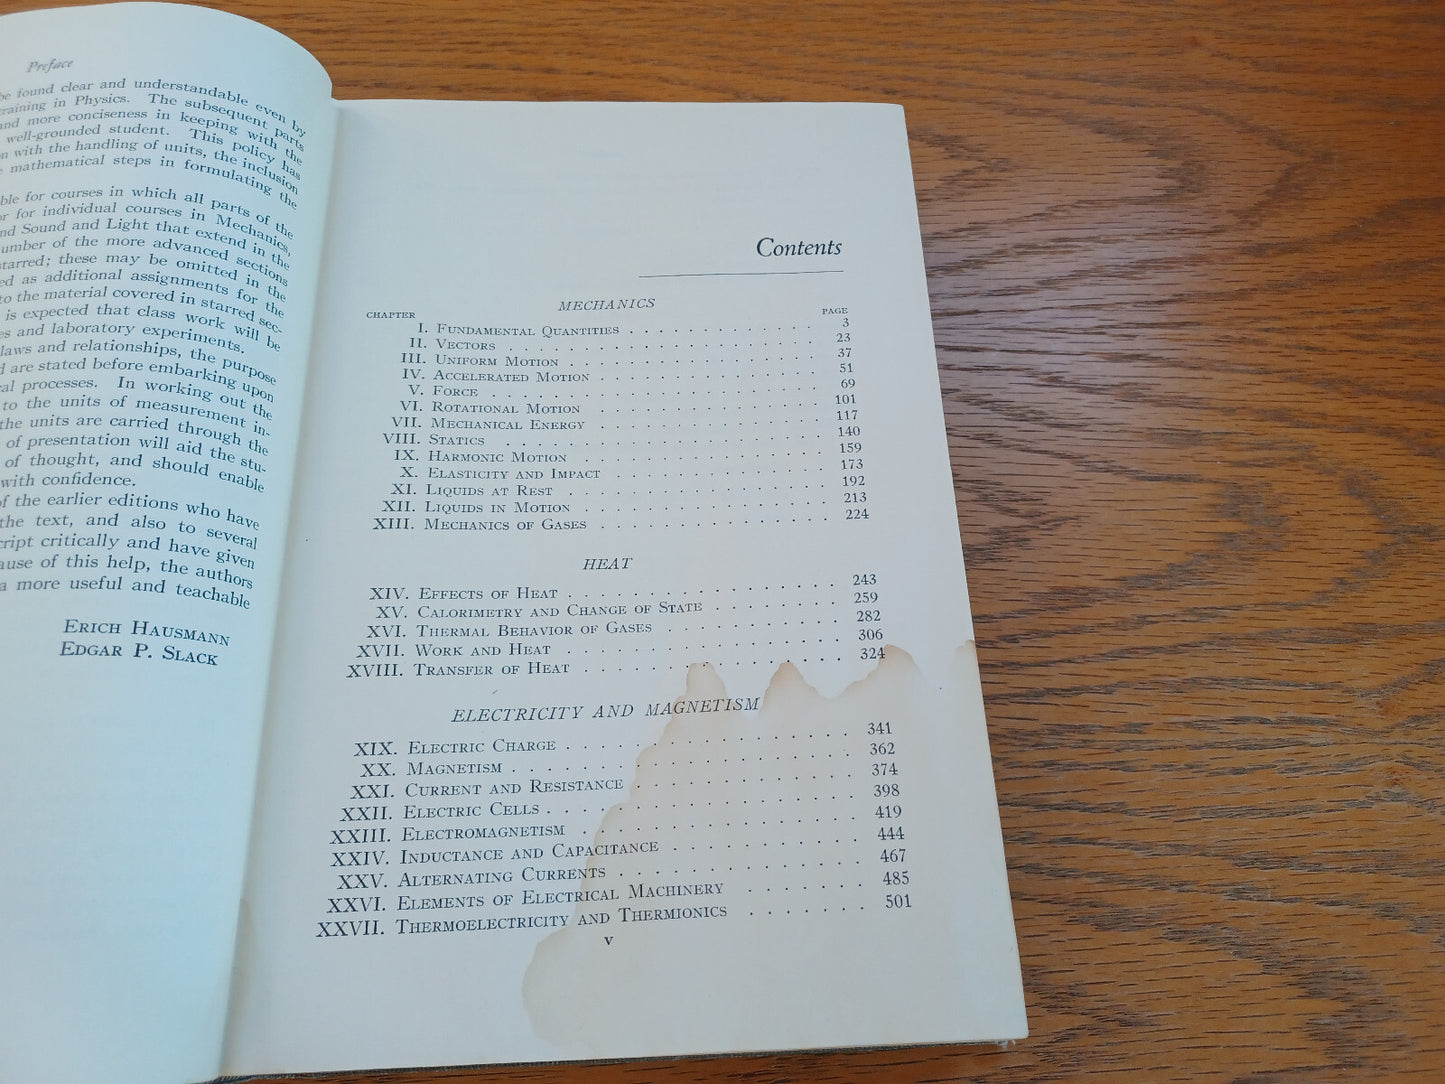 Preface
be found clear and understandable even by
training in Physics. The subsequent parts
and more conciseness in keeping with the
well-grounded student. This policy has
on with the handling of units, the inclusion
mathematical steps in formulating the
ble for courses in which all parts of the
or for individual courses in Mechanics,
nd Sound and Light that extend in the
umber of the more advanced sections
tarred; these may be omitted in the
ed as additional assignments for the
to the material covered in starred sec-
is expected that class work will be
es and laboratory experiments.
laws and relationships, the purpose
d are stated before embarking upon
cal processes. In working out the
to the units of measurement in-
the units are carried through the
of presentation will aid the stu-
of thought, and should enable
with confidence.
of the earlier editions who have
the text, and also to several
cript critically and have given
ause of this help, the authors
a more useful and teachable
Erich Hausmann
Edgar P. Slack
Contents
MECHANICS
CHAPTER PAGE
I. Fundamental Quantities . . . . . . . . . . . . 3
II. Vectors . . . . . . . . . . . . 23
III. Uniform Motion . . . . . . . . . . . . 37
IV. Accelerated Motion . . . . . . . . . . . . 51
V. Force . . . . . . . . . . . . 69
VI. Rotational Motion . . . . . . . . . . . . 101
VII. Mechanical Energy . . . . . . . . . . . . 117
VIII. Statics . . . . . . . . . . . . 140
IX. Harmonic Motion . . . . . . . . . . . . 159
X. Elasticity and Impact . . . . . . . . . . . . 173
XI. Liquids at Rest . . . . . . . . . . . . 192
XII. Liquids in Motion . . . . . . . . . . . . 213
XIII. Mechanics of Gases . . . . . . . . . . . . 224
HEAT
XIV. Effects of Heat . . . . . . . . . . . . 243
XV. Calorimetry and Change of State . . . . . . 259
XVI. Thermal Behavior of Gases . . . . . . . . 282
XVII. Work and Heat . . . . . . . . . . . . 306
XVIII. Transfer of Heat . . . . . . . . . . . . 324
ELECTRICITY AND MAGNETISM
XIX. Electric Charge . . . . . . . . . . . . 341
XX. Magnetism . . . . . . . . . . . . 362
XXI. Current and Resistance . . . . . . . . . . 374
XXII. Electric Cells . . . . . . . . . . . . 398
XXIII. Electromagnetism . . . . . . . . . . . . 419
XXIV. Inductance and Capacitance . . . . . . . . 444
XXV. Alternating Currents . . . . . . . . . . 467
XXVI. Elements of Electrical Machinery . . . . . . 485
XXVII. Thermoelectricity and Thermionics . . . . . . 501
v